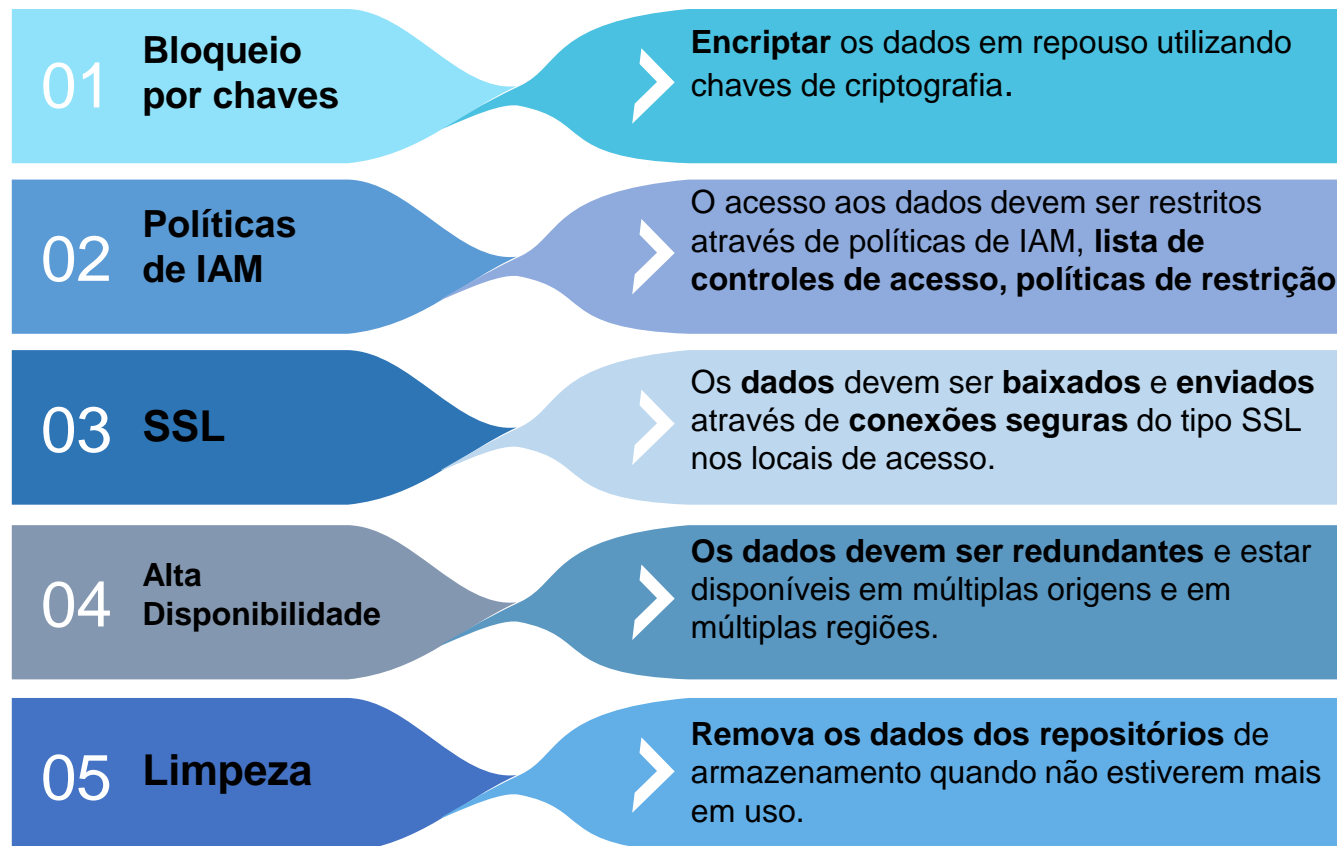 01
Bloqueio
por chaves
Encriptar os dados em repouso utilizando
chaves de criptografia.
02
Políticas
de IAM
O acesso aos dados devem ser restritos
através de políticas de IAM, lista de
controles de acesso, políticas de restrição
03
SSL
Os dados devem ser baixados e enviados
através de conexões seguras do tipo SSL
nos locais de acesso.
04
Alta
Disponibilidade
Os dados devem ser redundantes e estar
disponíveis em múltiplas origens e em
múltiplas regiões.
05
Limpeza
Remova os dados dos repositórios de
armazenamento quando não estiverem mais
em uso.